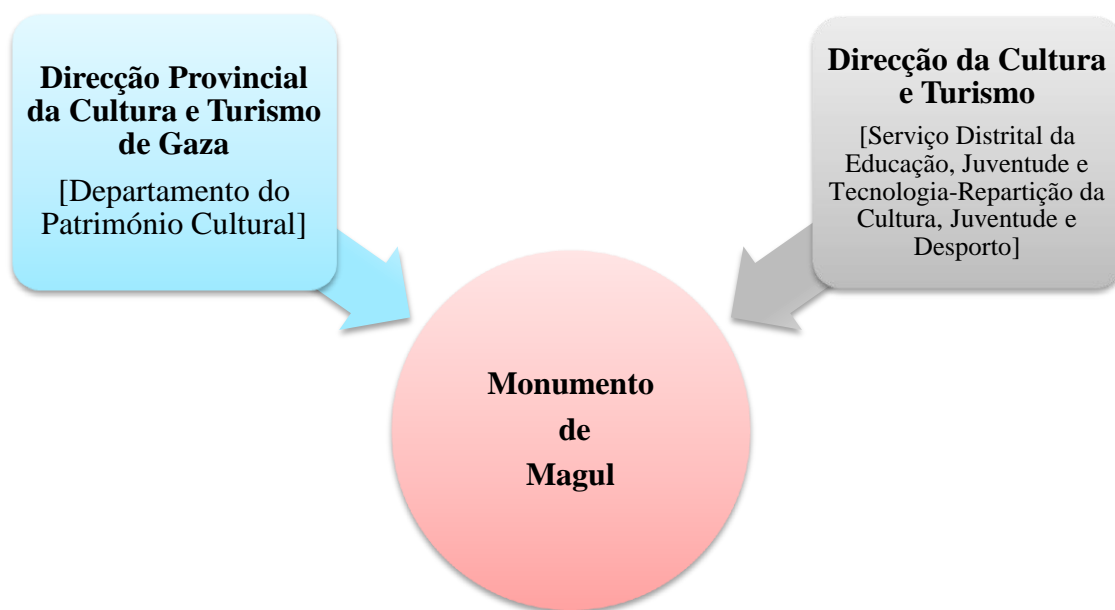 Direcção Provincial
da Cultura e Turismo
de Gaza
[Departamento do
Património Cultural]
Direcção da Cultura
e Turismo
[Serviço Distrital da
Educação, Juventude e
Tecnologia-Repartição da
Cultura, Juventude e
Desporto]
Monumento
de
Magul